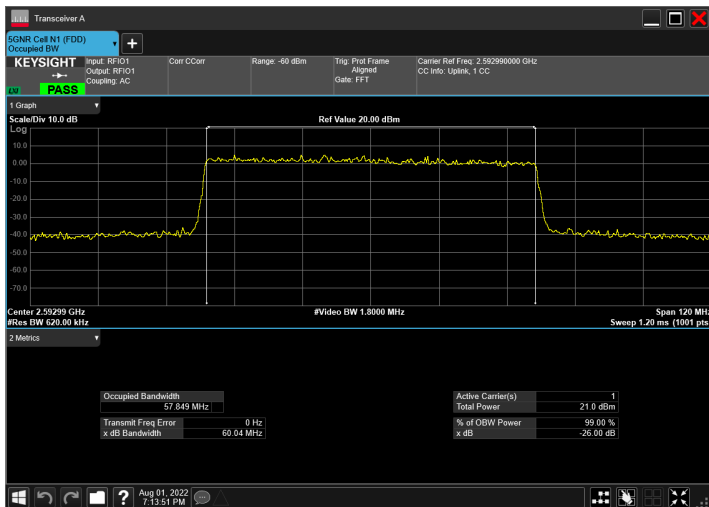 Transceiver A
5GNR Cell N1 (FDD)
Occupied BW
KEYSIGHT
LXI
PASS
Input: RFIO1
Output: RFIO1
Coupling: AC
Corr CCorr
Range: -60 dBm
Trig: Prot Frame
Aligned
Gate: FFT
Carrier Ref Freq: 2.592990000 GHz
CC Info: Uplink, 1 CC
1 Graph
Scale/Div 10.0 dB
Ref Value 20.00 dBm
Log
10.0
0.00
-10.0
-20.0
-30.0
-40.0
-50.0
-60.0
-70.0
Center 2.59299 GHz
#Video BW 1.8000 MHz
Span 120 MHz
#Res BW 620.00 kHz
Sweep 1.20 ms (1001 pts
2 Metrics
Occupied Bandwidth
57.849 MHz
Transmit Freq Error 0 Hz
x dB Bandwidth 60.04 MHz
Active Carrier(s) 1
Total Power 21.0 dBm
% of OBW Power 99.00 %
x dB -26.00 dB
Aug 01, 2022
7:13:51 PM